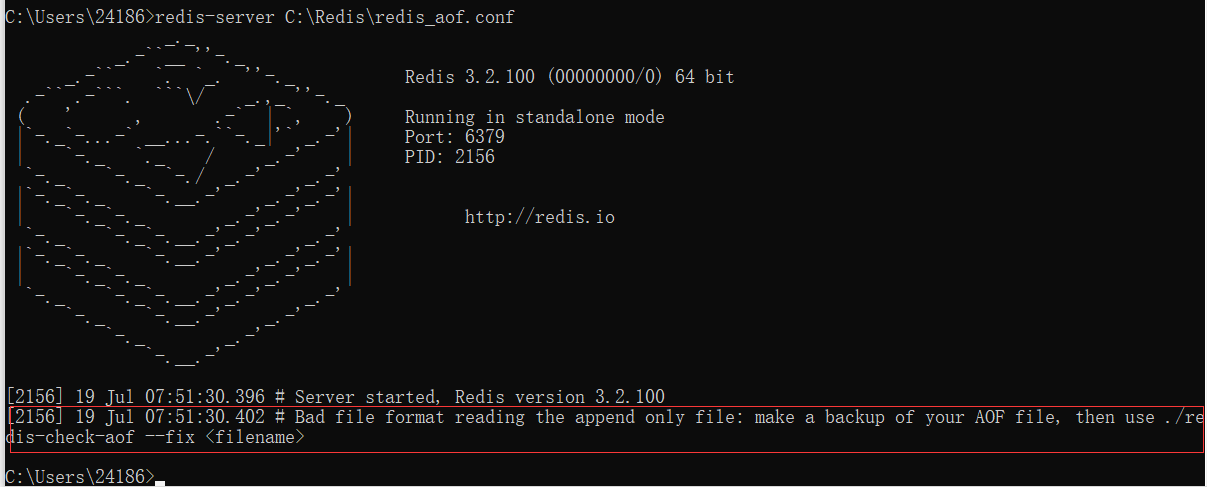 C:\Users\24186>redis-server C:\Redis\redis_aof.conf
Redis 3.2.100 (00000000/0) 64 bit
Running in standalone mode
Port: 6379
PID: 2156
http://redis.io
[2156] 19 Jul 07:51:30.396 # Server started, Redis version 3.2.100
[2156] 19 Jul 07:51:30.402 # Bad file format reading the append only file: make a backup of your AOF file, then use ./re
dis-check-aof --fix <filename>
C:\Users\24186>